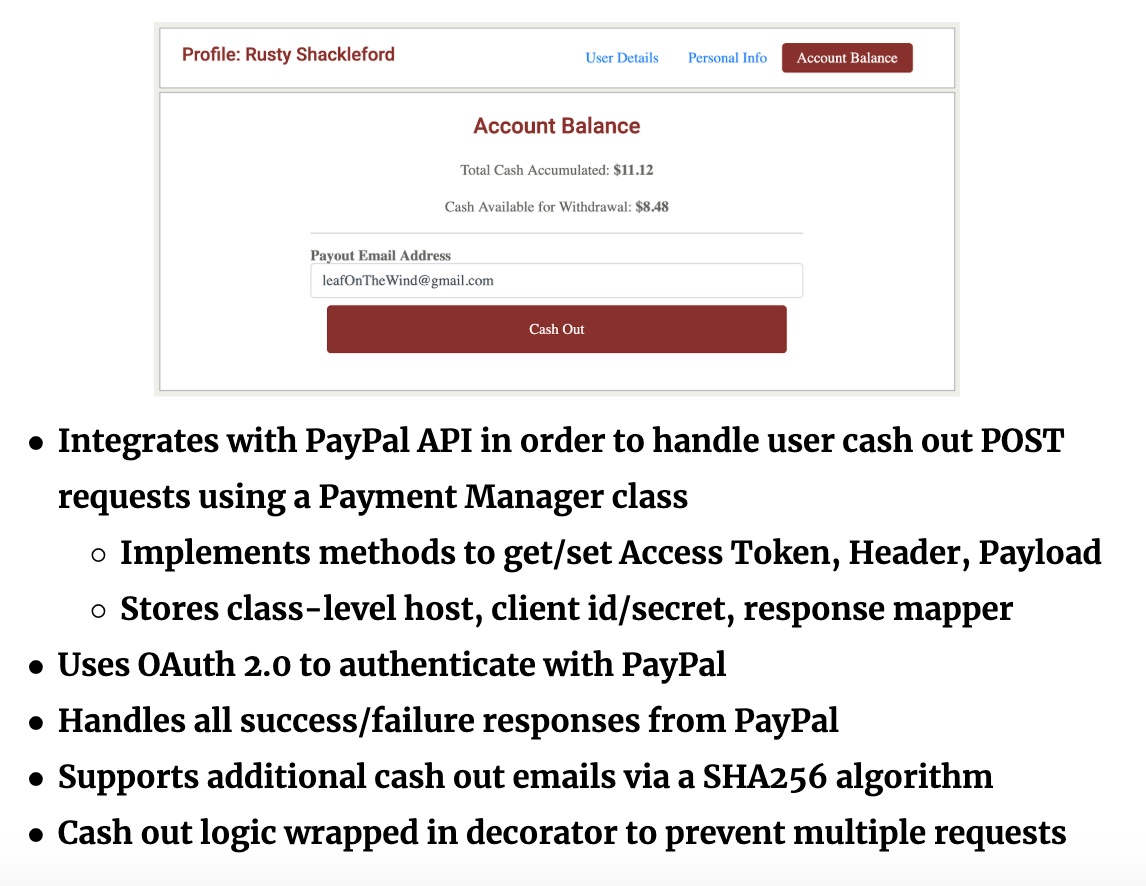 Profile: Rusty Shackleford
User Details
Personal Info
Account Balance
Account Balance
Total Cash Accumulated: $11.12
Cash Available for Withdrawal: $8.48
Payout Email Address
leafOnTheWind@gmail.com
Cash Out
● Integrates with PayPal API in order to handle user cash out POST
requests using a Payment Manager class
○ Implements methods to get/set Access Token, Header, Payload
○ Stores class-level host, client id/secret, response mapper
● Uses OAuth 2.0 to authenticate with PayPal
● Handles all success/failure responses from PayPal
● Supports additional cash out emails via a SHA256 algorithm
● Cash out logic wrapped in decorator to prevent multiple requests